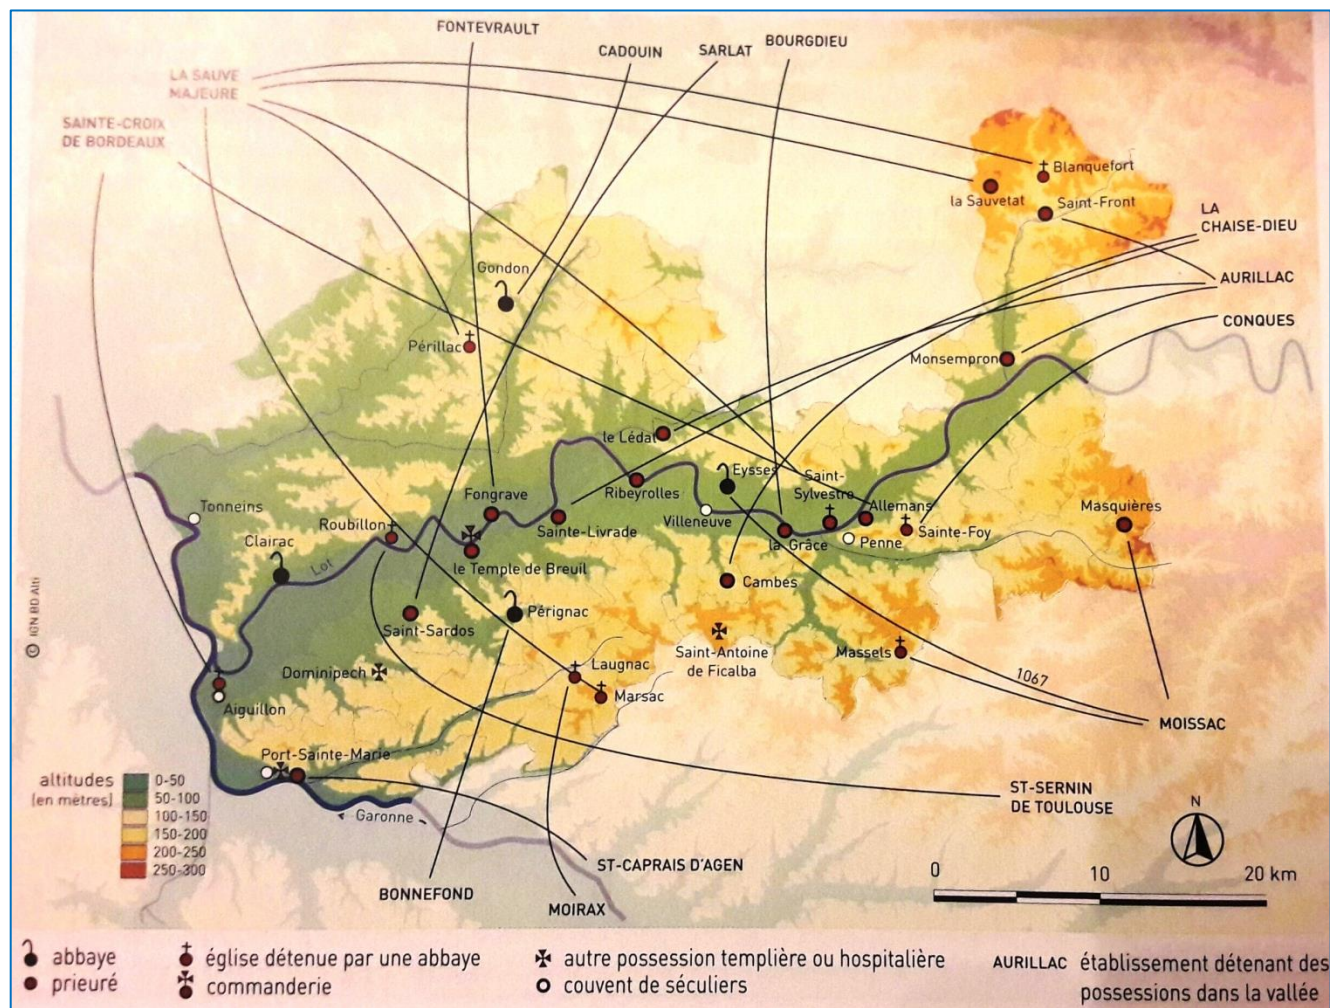 FONTEVRAULT
CADOUIN
SARLAT
BOURGDIEU
LA SAUVE
MAJEURE
SAINTE-CROIX
DE BORDEAUX
Blanquefort
la Sauvetat
Saint-Front
LA
CHAISE-DIEU
AURILLAC
CONQUES
Gondon
Périllac
Monsempron
le Lédat
Eysses
Saint-
Sylvestre
Ribeyrolles
Fongrave
Allemans
Masquières
Tonneins
Roubillon
Sainte-Livrade
Villeneuve
la Grâce
Penne
Sainte-Foy
Clairac
Lot
le Temple de Breuil
Cambes
Saint-Sardos
Pérignac
Saint-Antoine
de Ficalba
Massels
Laugnac
Dominipech
Marsac
1067
Aiguillon
MOISSAC
Port-Sainte-Marie
Garonne
ST-SERNIN
DE TOULOUSE
ST-CAPRAIS D'AGEN
BONNEFOND
MOIRAX
© IGN BD Alti
altitudes
(en mètres)
0-50
50-100
100-150
150-200
200-250
250-300
N
0 10 20 km
abbaye
prieuré
église détenue par une abbaye
commanderie
autre possession templière ou hospitalière
couvent de séculiers
AURILLAC établissement détenant des
possessions dans la vallée